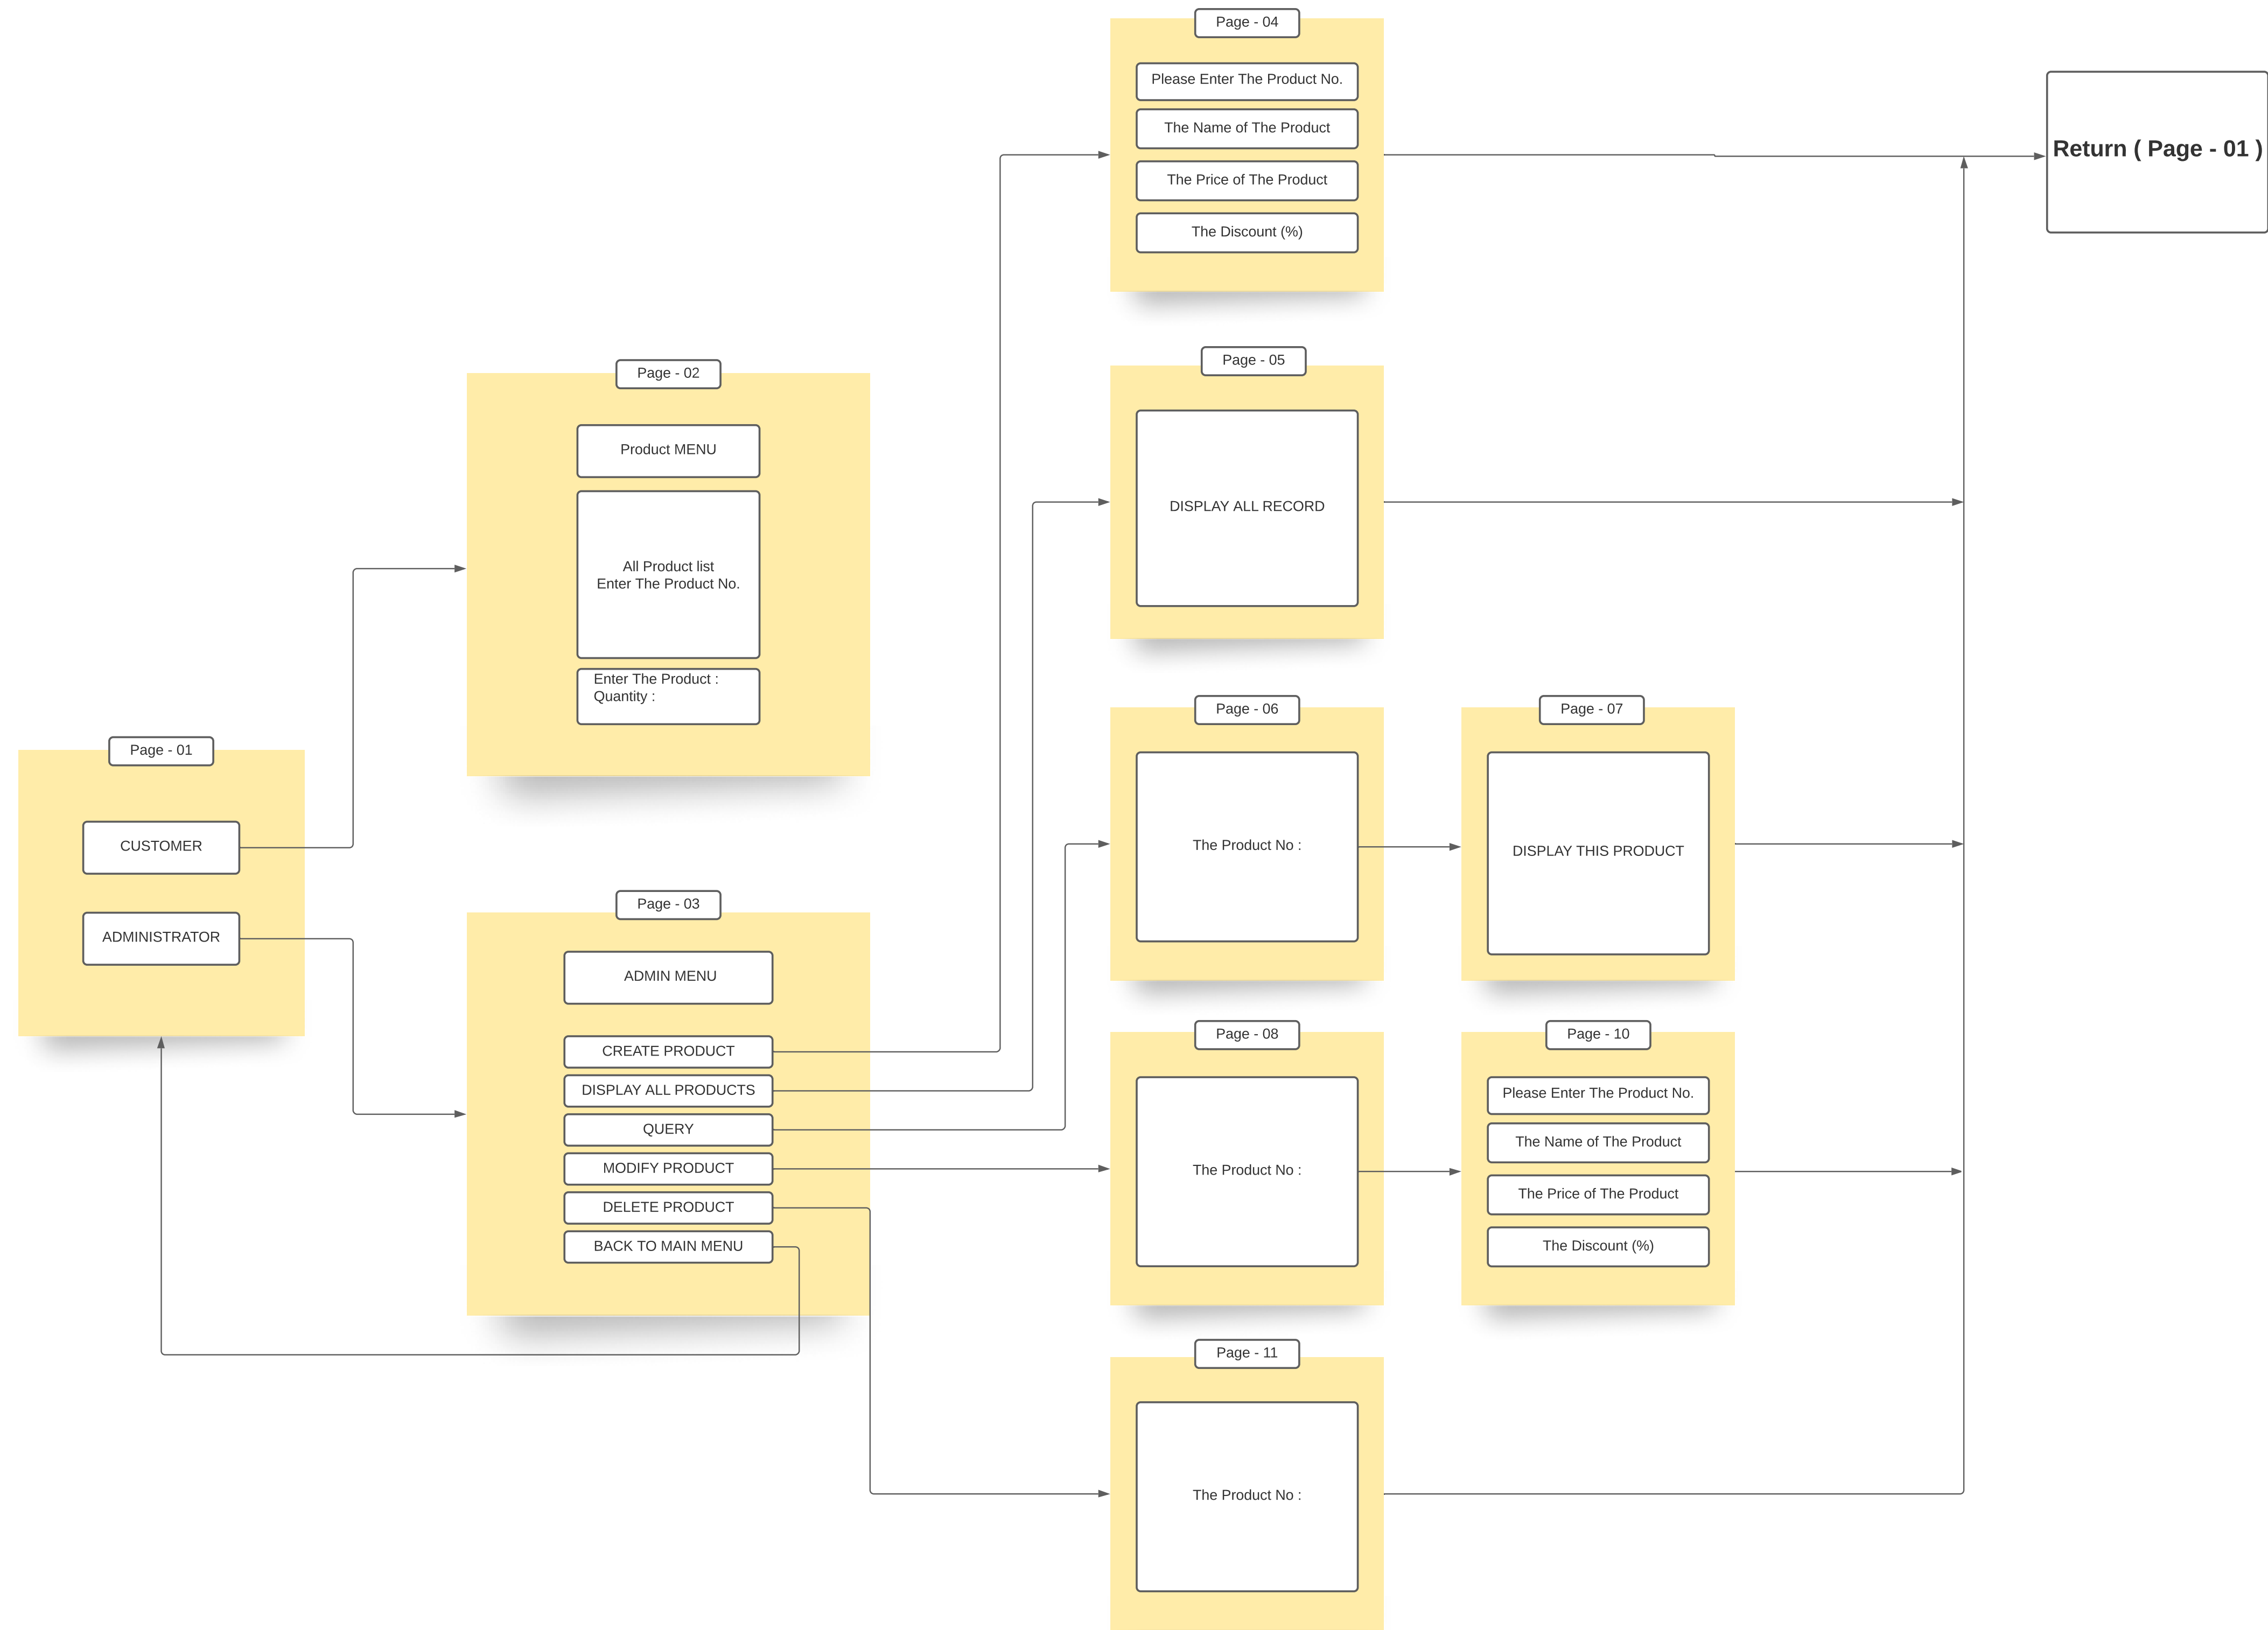 Page - 01
CUSTOMER
ADMINISTRATOR
Page - 02
Product MENU
All Product list
Enter The Product No.
Enter The Product :
Quantity :
Page - 03
ADMIN MENU
CREATE PRODUCT
DISPLAY ALL PRODUCTS
QUERY
MODIFY PRODUCT
DELETE PRODUCT
BACK TO MAIN MENU
Page - 04
Please Enter The Product No.
The Name of The Product
The Price of The Product
The Discount (%)
Page - 05
DISPLAY ALL RECORD
Page - 06
The Product No :
Page - 07
DISPLAY THIS PRODUCT
Page - 08
The Product No :
Page - 10
Please Enter The Product No.
The Name of The Product
The Price of The Product
The Discount (%)
Page - 11
The Product No :
Return ( Page - 01 )